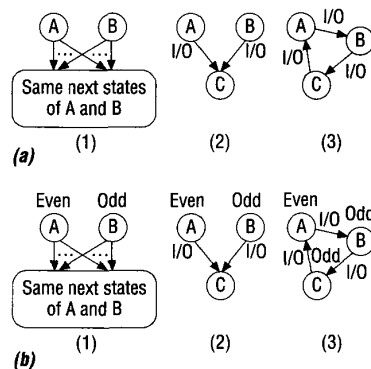 A B
Same next states
of A and B
(1)
A B
I/O I/O
C
(2)
I/O
A B
I/O I/O
C
(3)
(a)
Even Odd
A B
Same next states
of A and B
(1)
Even Odd
A B
I/O I/O
C
(2)
Even
A I/O Odd
B
I/O Odd
C I/O
(3)
(b)